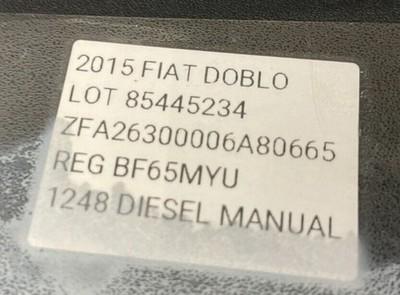 2015 FIAT DOBLO
LOT 85445234
ZFA26300006A80665
REG BF65MYU
1248 DIESEL MANUAL